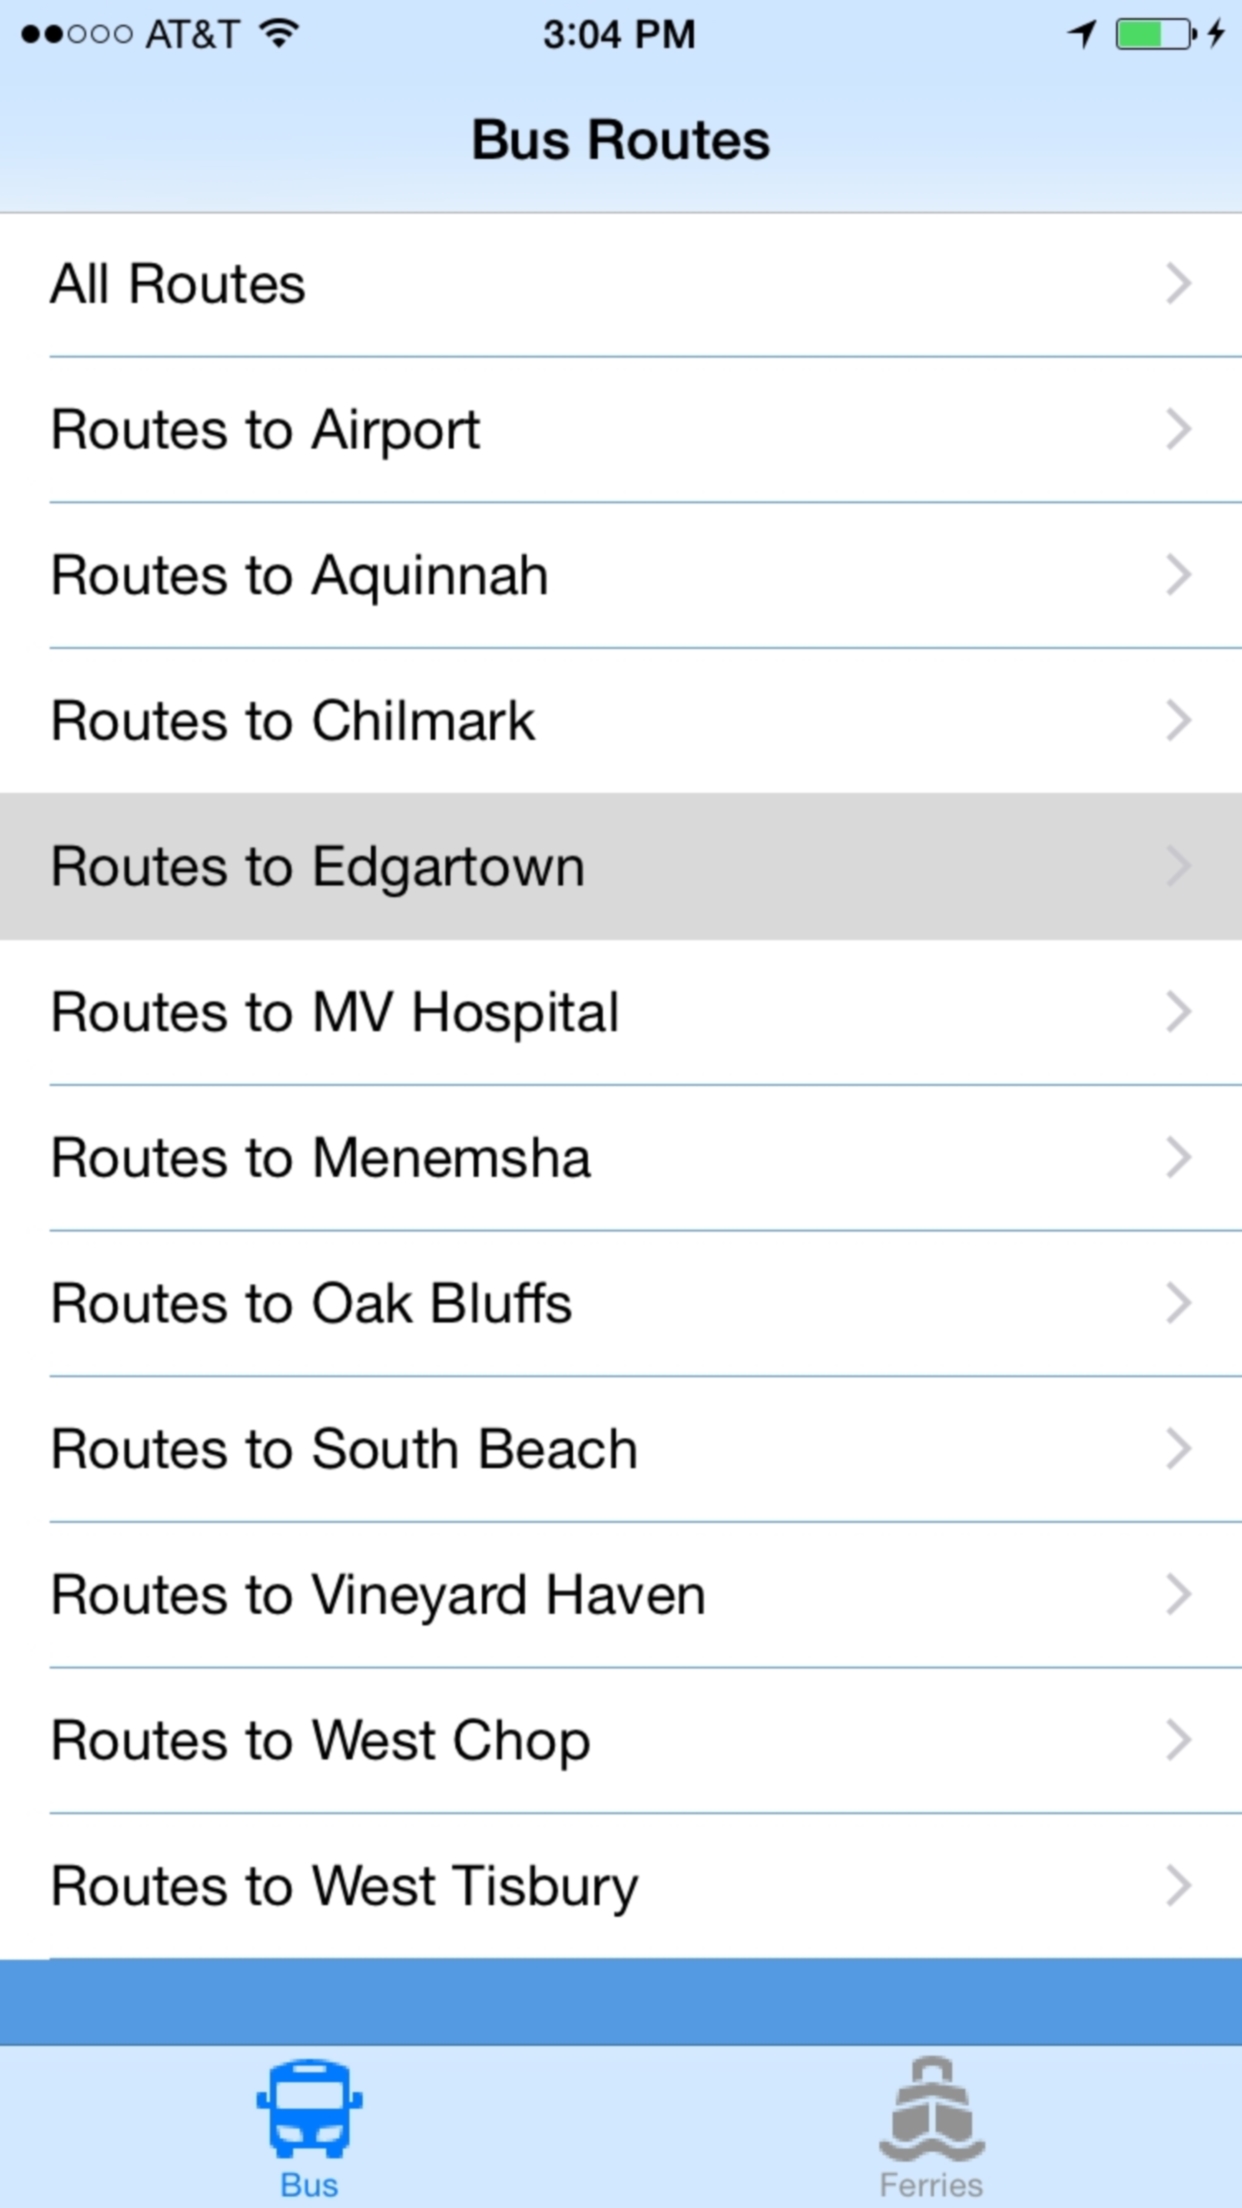 AT&T 3:04 PM
Bus Routes
All Routes
Routes to Airport
Routes to Aquinnah
Routes to Chilmark
Routes to Edgartown
Routes to MV Hospital
Routes to Menemsha
Routes to Oak Bluffs
Routes to South Beach
Routes to Vineyard Haven
Routes to West Chop
Routes to West Tisbury
Bus Ferries